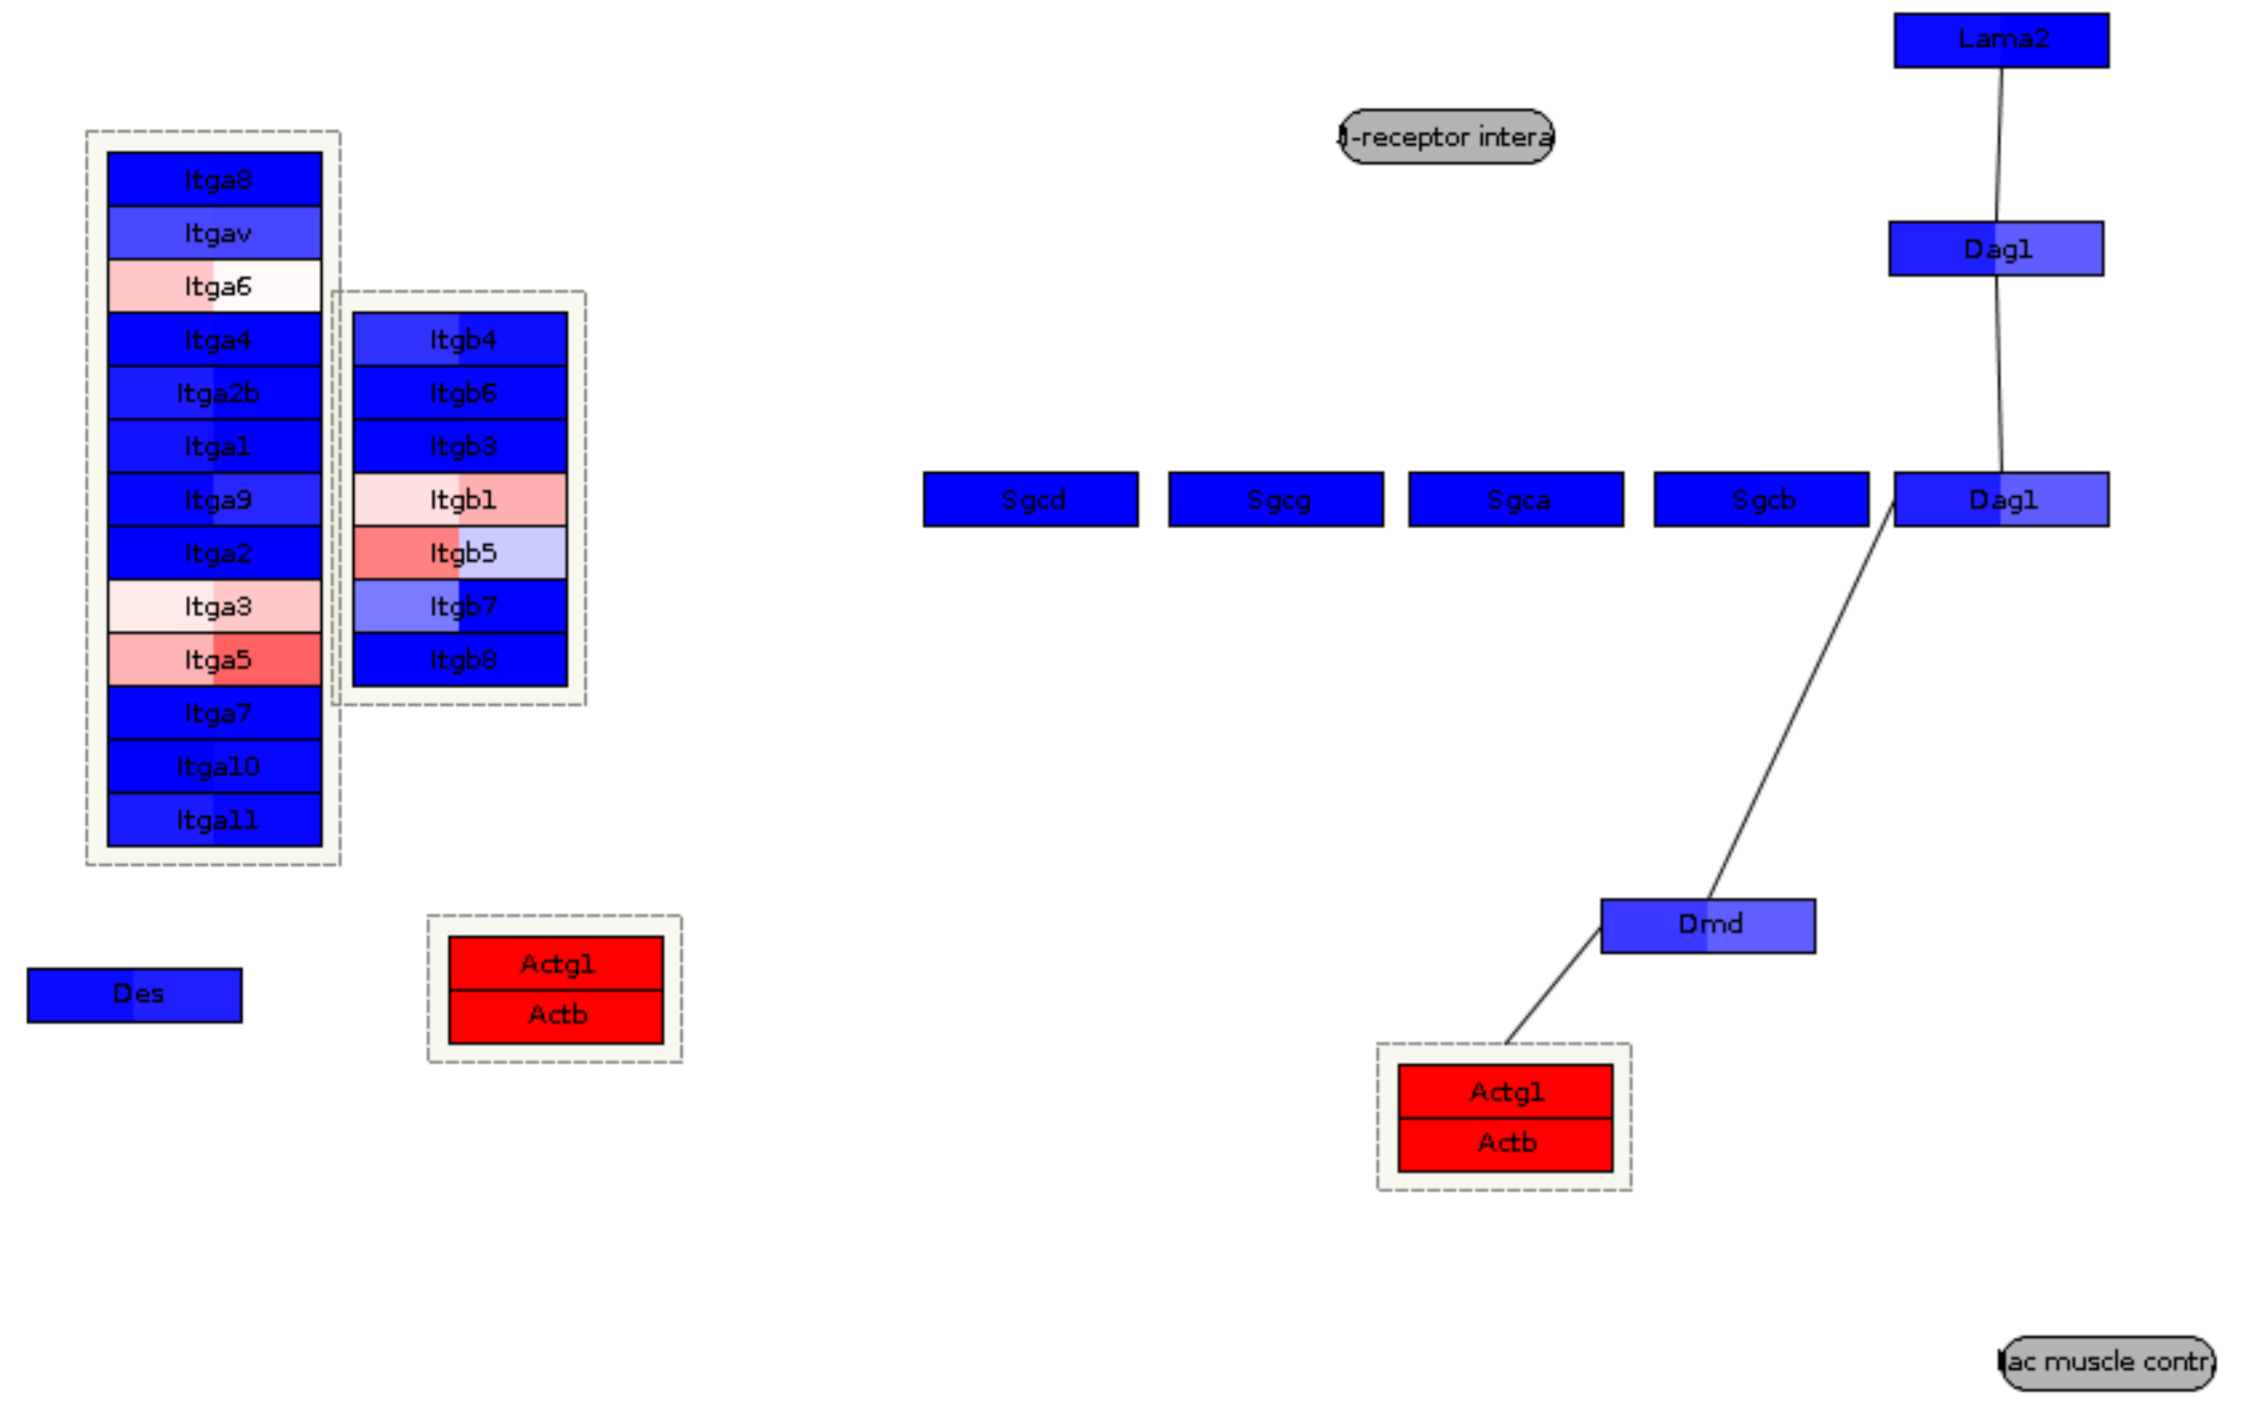 Lama2
-receptor intera
Dag1
Itga8
Itgav
Itga6
Itga4
Itga2b
Itga1
Itga9
Itga2
Itga3
Itga5
Itga7
Itga10
Itga11
Itgb4
Itgb6
Itgb3
Itgb1
Itgb5
Itgb7
Itgb8
Sgcd
Sgcg
Sgca
Sgcb
Dag1
Dmd
Des
Actg1
Actb
Actg1
Actb
ac muscle contr